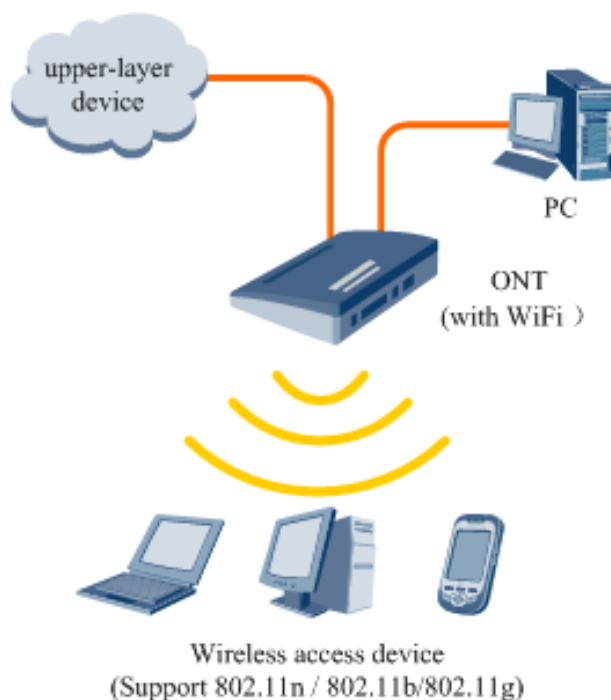 upper-layer
device
PC
ONT
(with WiFi ）
Wireless access device
(Support 802.11n / 802.11b/802.11g)